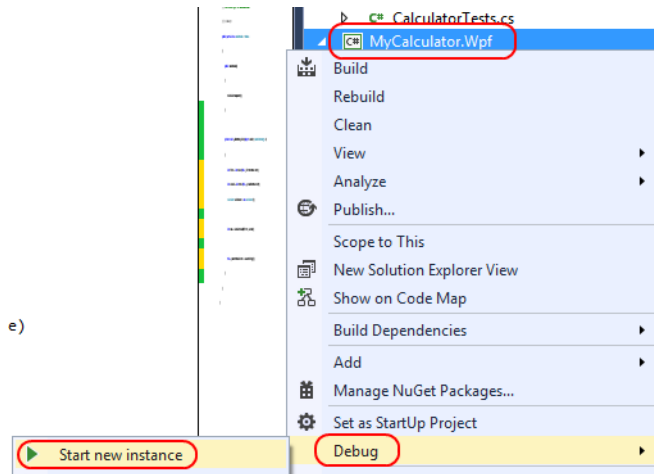 C# CalculatorTests.cs
C# MyCalculator.Wpf
Build
Rebuild
Clean
View
Analyze
Publish...
Scope to This
New Solution Explorer View
Show on Code Map
e)
Build Dependencies
Add
Manage NuGet Packages...
Set as StartUp Project
Debug
Start new instance